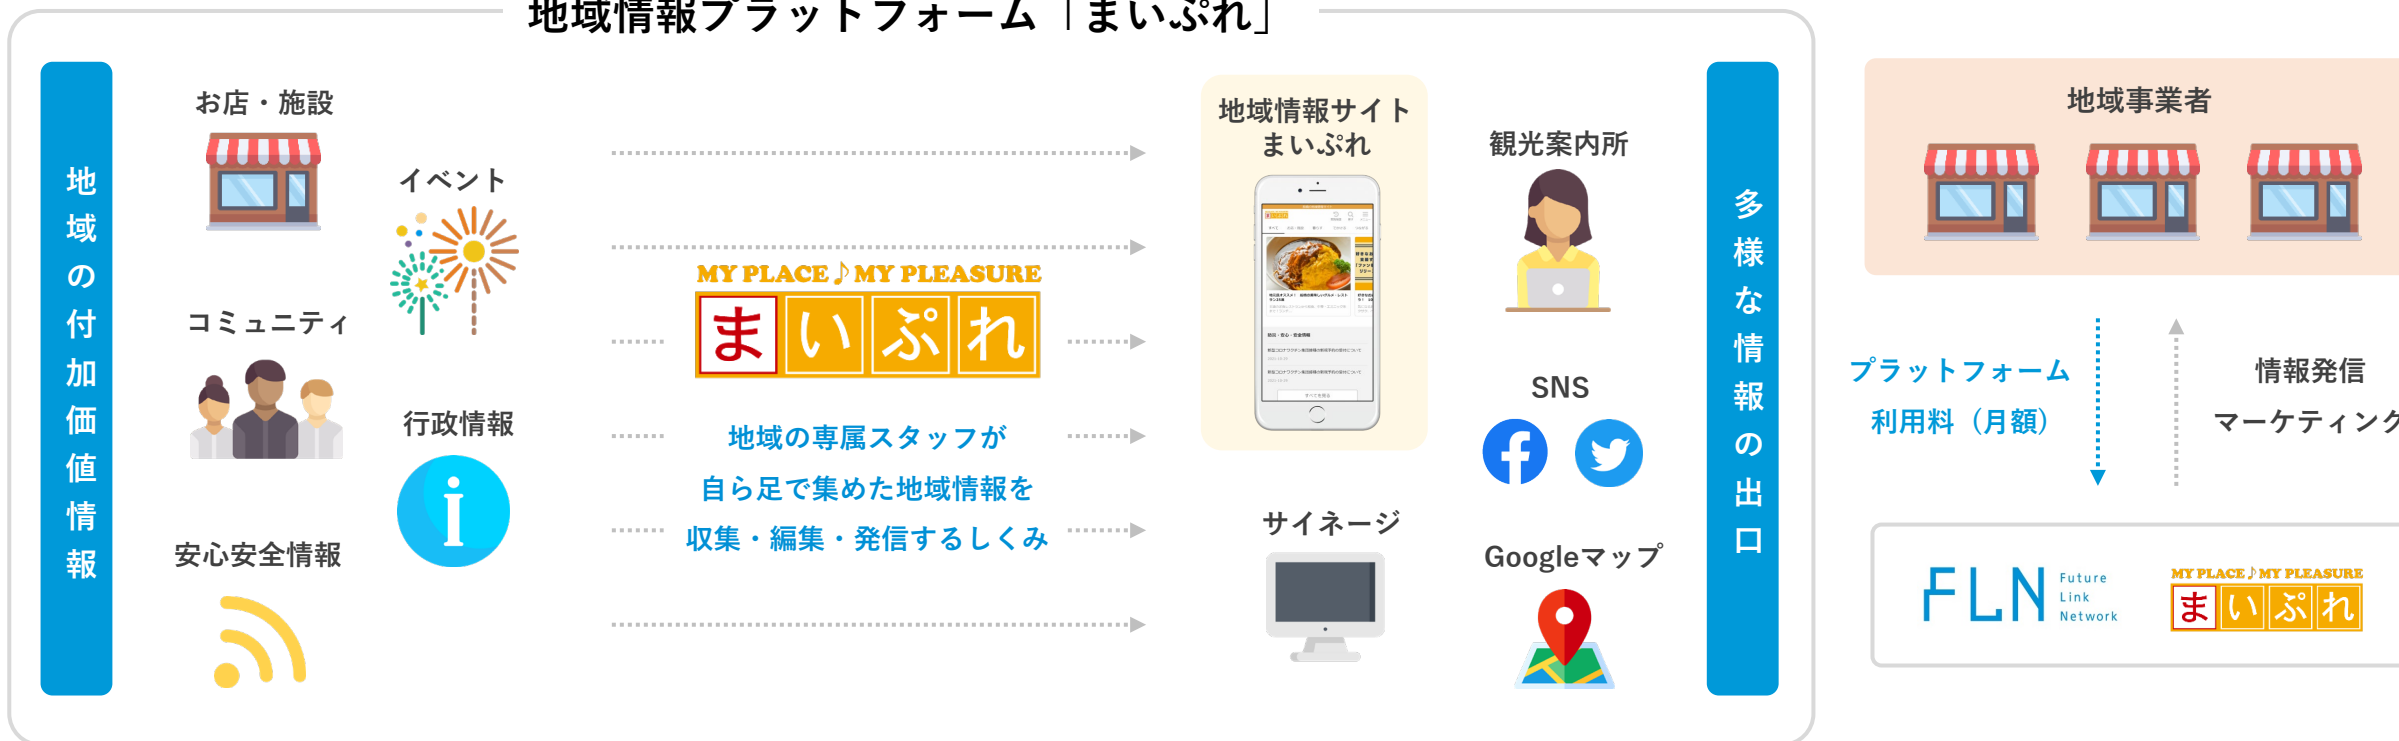 地域情報プラットフォーム「まいぷれ」
地域の付加価値情報
お店・施設
イベント
コミュニティ
行政情報
安心安全情報
MY PLACE♪MY PLEASURE
まいぷれ
地域の専属スタッフが
自ら足で集めた地域情報を
収集・編集・発信するしくみ
地域情報サイト
まいぷれ
観光案内所
SNS
サイネージ
Googleマップ
多様な情報の出口
地域事業者
プラットフォーム
利用料（月額）
情報発信
マーケティング
FLN
Future
Link
Network
MY PLACE♪MY PLEASURE
まいぷれ